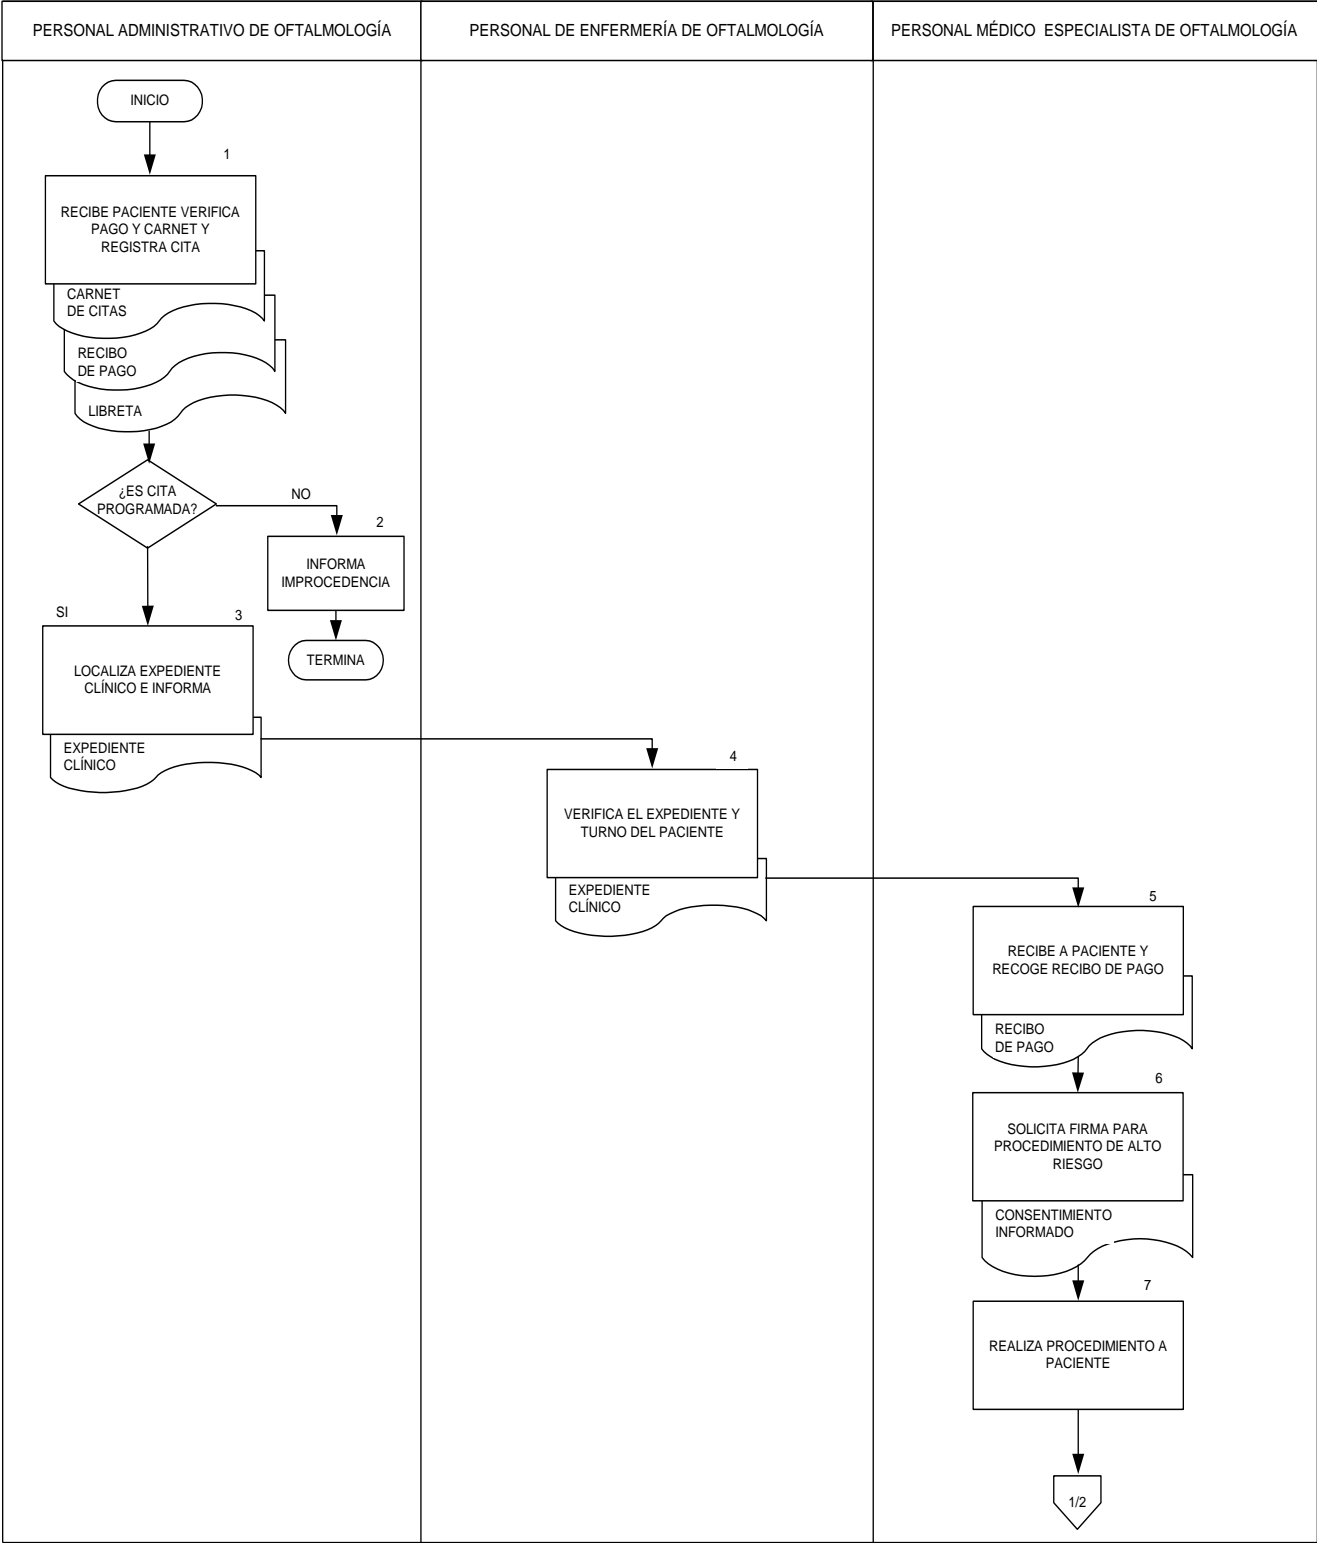 PERSONAL ADMINISTRATIVO DE OFTALMOLOGÍA
PERSONAL DE ENFERMERÍA DE OFTALMOLOGÍA
PERSONAL MÉDICO ESPECIALISTA DE OFTALMOLOGÍA
INICIO
1
RECIBE PACIENTE VERIFICA
PAGO Y CARNET Y
REGISTRA CITA
CARNET
DE CITAS
RECIBO
DE PAGO
LIBRETA
¿ES CITA
PROGRAMADA?
NO
2
INFORMA
IMPROCEDENCIA
TERMINA
SI
3
LOCALIZA EXPEDIENTE
CLÍNICO E INFORMA
EXPEDIENTE
CLÍNICO
4
VERIFICA EL EXPEDIENTE Y
TURNO DEL PACIENTE
EXPEDIENTE
CLÍNICO
5
RECIBE A PACIENTE Y
RECOGE RECIBO DE PAGO
RECIBO
DE PAGO
6
SOLICITA FIRMA PARA
PROCEDIMIENTO DE ALTO
RIESGO
CONSENTIMIENTO
INFORMADO
7
REALIZA PROCEDIMIENTO A
PACIENTE
1/2